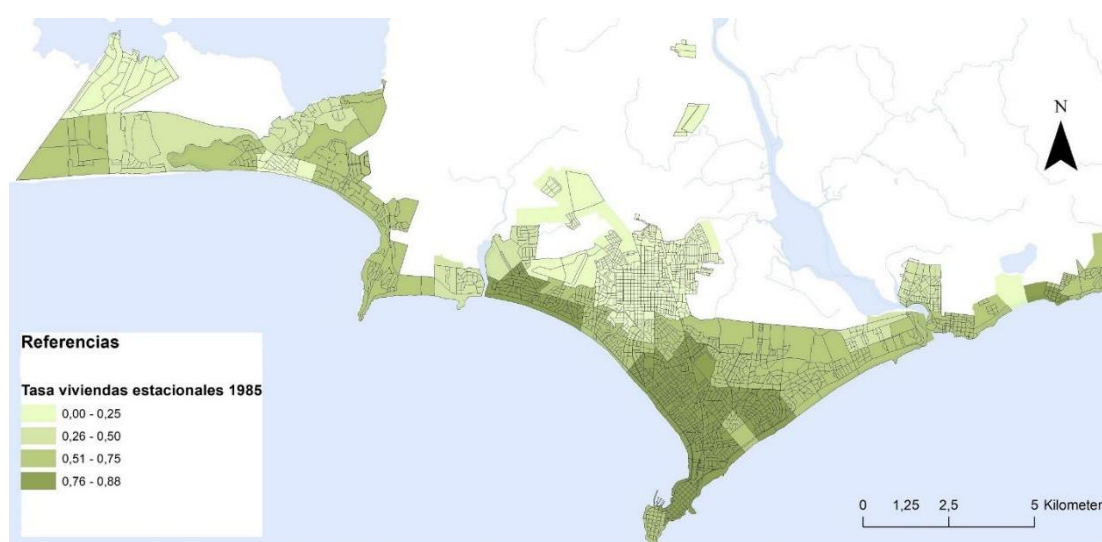 N
Referencias
Tasa viviendas estacionales 1985
0,00 - 0,25
0,26 - 0,50
0,51 - 0,75
0,76 - 0,88
0 1,25 2,5 5 Kilometer